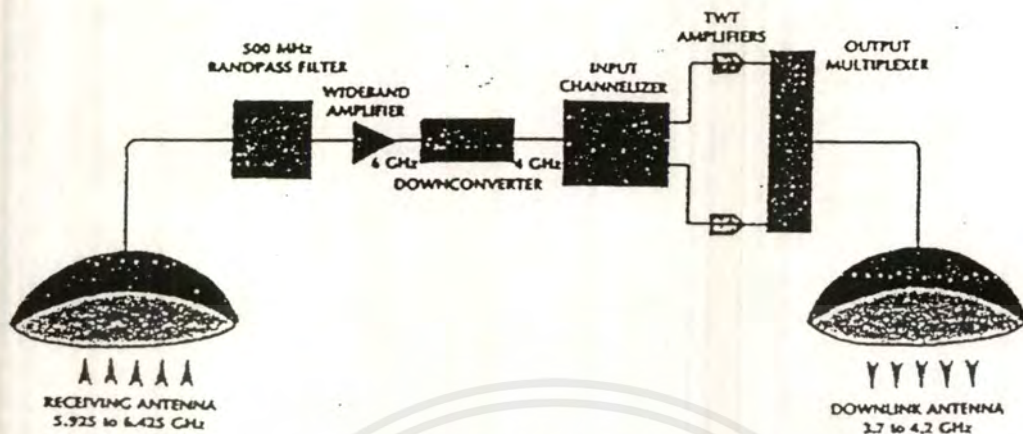 500 MHz
RANDPASS FILTER
WIDEBAND
AMPLIFIER
6 GHz
4 GHz
DOWNCONVERTER
INPUT
CHANNELIZER
TWT
AMPLIFIERS
OUTPUT
MULTIPLEXER
RECEIVING ANTENNA
5.925 to 6.425 GHz
DOWNLINK ANTENNA
3.7 to 4.2 GHz